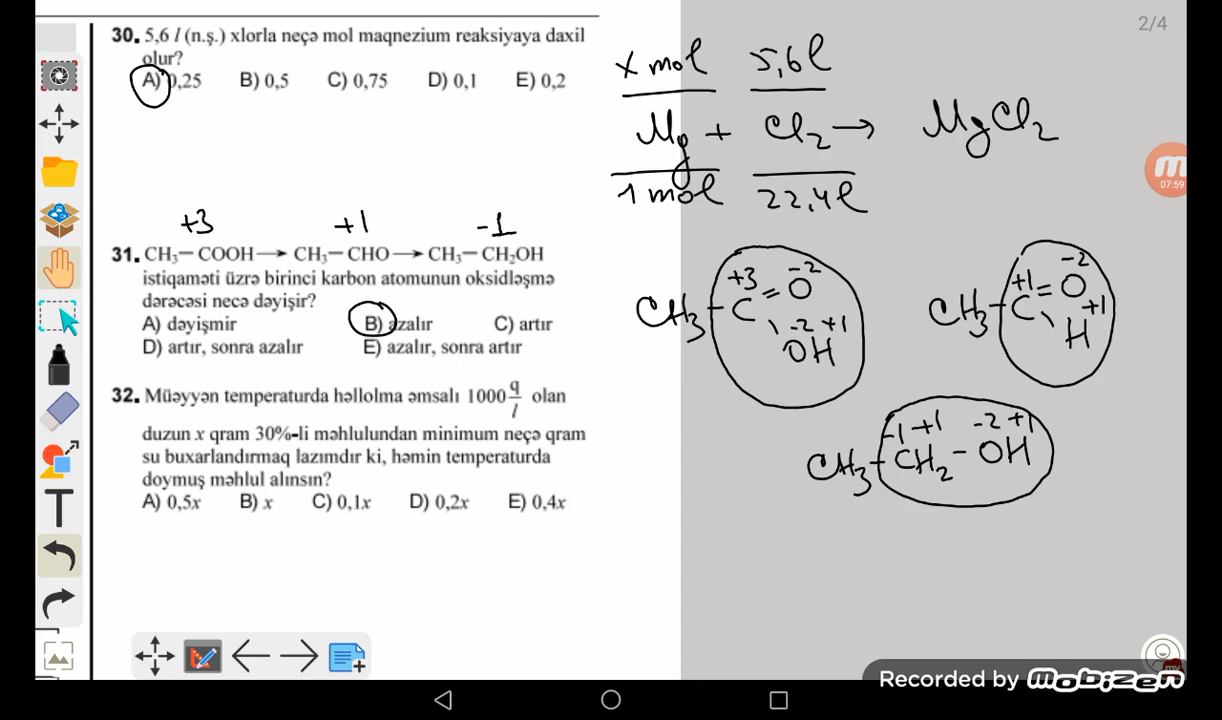 2/4
30. 5,6 l (n.ş.) xlorla neçə mol maqnezium reaksiyaya daxil
olur?
A) 0,25 B) 0,5 C) 0,75 D) 0,1 E) 0,2
x mol 5,6l
Mg + Cl2 → MgCl2
1 mol 22,4l
07:59
+3 +1 -1
31. CH3−COOH → CH3−CHO → CH3−CH2OH
istiqaməti üzrə birinci karbon atomunun oksidləşmə
dərəcəsi necə dəyişir?
A) dəyişmir B) azalır C) artır
D) artır, sonra azalır E) azalır, sonra artır
+3 -2
CH3 - C = O
-2 +1
OH
-2
+1
CH3 - C = O
+1
H
-1 +1 -2 +1
CH3 - CH2 - OH
32. Müəyyən temperaturda həllolma əmsalı 1000 q/l olan
duzun x qram 30%-li məhlulundan minimum neçə qram
su buxarlandırmaq lazımdır ki, həmin temperaturda
doymuş məhlul alınsın?
A) 0,5x B) x C) 0,1x D) 0,2x E) 0,4x
T
Recorded by mobizen